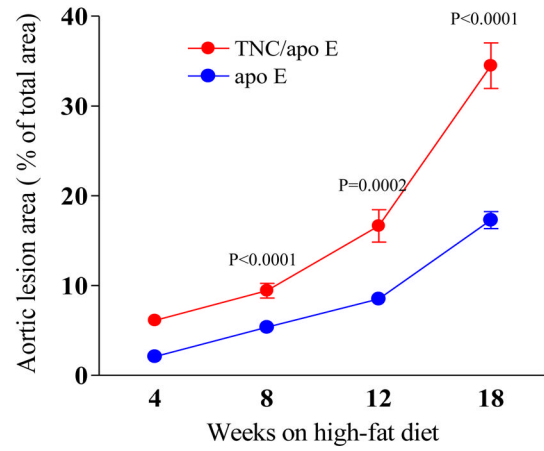 P<0.0001
40
TNC/apo E
apo E
30
P=0.0002
20
P<0.0001
10
0
4 8 12 18
Weeks on high-fat diet
Aortic lesion area ( % of total area)